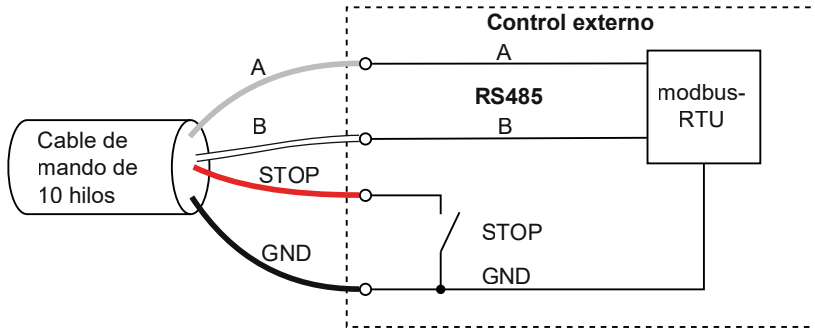 Control externo
A
A
RS485
modbus-
RTU
B
B
Cable de
mando de
10 hilos
STOP
STOP
GND
GND